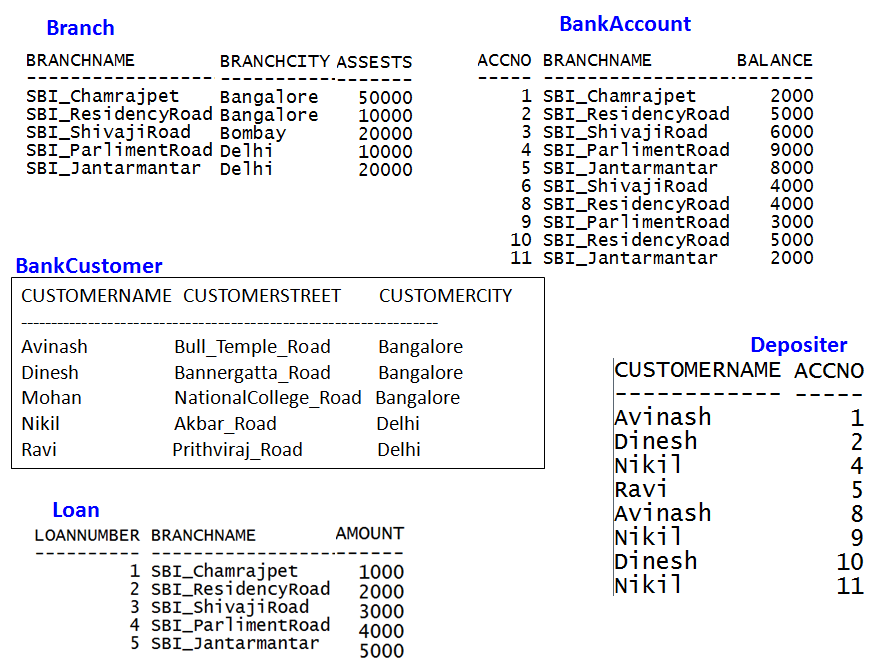 Branch
BRANCHNAME BRANCHCITY ASSESTS
------------------ ----------- -------
SBI_Chamrajpet Bangalore 50000
SBI_ResidencyRoad Bangalore 10000
SBI_ShivajiRoad Bombay 20000
SBI_ParlimentRoad Delhi 10000
SBI_Jantarmantar Delhi 20000
BankAccount
ACCNO BRANCHNAME BALANCE
----- ------------------ -------
1 SBI_Chamrajpet 2000
2 SBI_ResidencyRoad 5000
3 SBI_ShivajiRoad 6000
4 SBI_ParlimentRoad 9000
5 SBI_Jantarmantar 8000
6 SBI_ShivajiRoad 4000
8 SBI_ResidencyRoad 4000
9 SBI_ParlimentRoad 3000
10 SBI_ResidencyRoad 5000
11 SBI_Jantarmantar 2000
BankCustomer
CUSTOMERNAME CUSTOMERSTREET CUSTOMERCITY
----------------------------------------------------------------
Avinash Bull_Temple_Road Bangalore
Dinesh Bannergatta_Road Bangalore
Mohan NationalCollege_Road Bangalore
Nikil Akbar_Road Delhi
Ravi Prithviraj_Road Delhi
Depositer
CUSTOMERNAME ACCNO
------------ -----
Avinash 1
Dinesh 2
Nikil 4
Ravi 5
Avinash 8
Nikil 9
Dinesh 10
Nikil 11
Loan
LOANNUMBER BRANCHNAME AMOUNT
---------- ------------------ -------
1 SBI_Chamrajpet 1000
2 SBI_ResidencyRoad 2000
3 SBI_ShivajiRoad 3000
4 SBI_ParlimentRoad 4000
5 SBI_Jantarmantar 5000